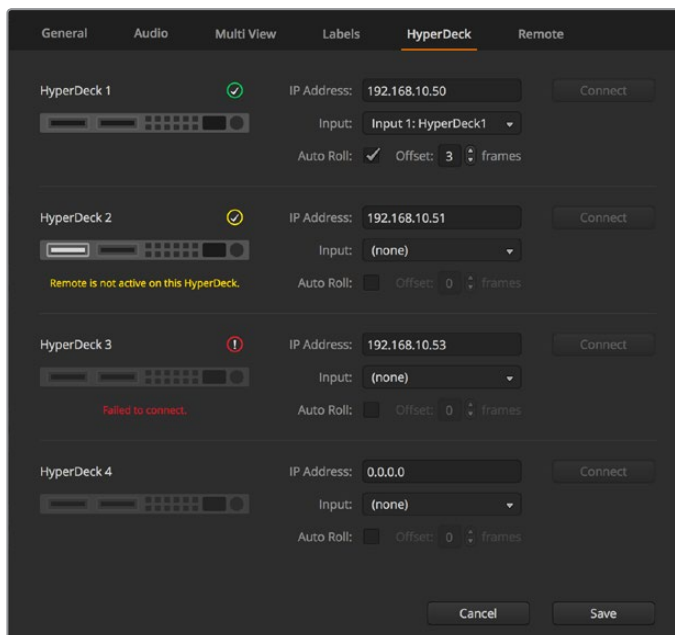 General Audio Multi View Labels HyperDeck Remote
HyperDeck 1 IP Address: 192.168.10.50 Connect
Input: Input 1: HyperDeck1
Auto Roll: Offset: 3 frames
HyperDeck 2 IP Address: 192.168.10.51 Connect
Input: (none)
Remote is not active on this HyperDeck. Auto Roll: Offset: 0 frames
HyperDeck 3 IP Address: 192.168.10.53 Connect
Input: (none)
Failed to connect. Auto Roll: Offset: 0 frames
HyperDeck 4 IP Address: 0.0.0.0 Connect
Input: (none)
Auto Roll: Offset: 0 frames
Cancel Save